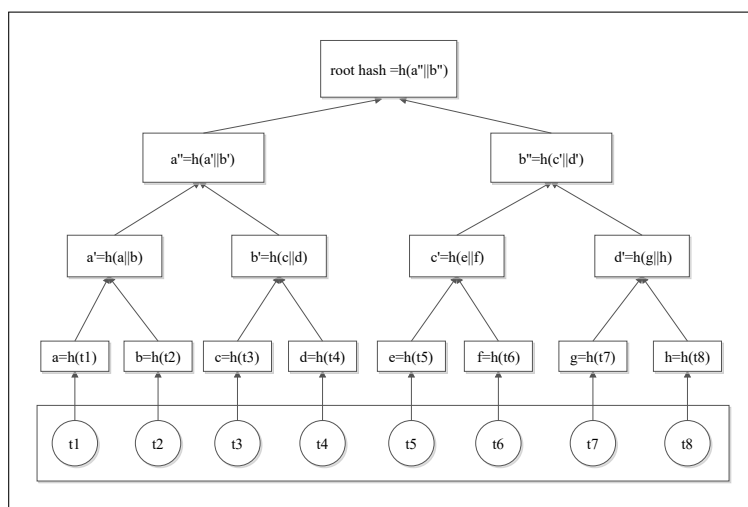 root hash =h(a"||b")
a"=h(a'||b')
b"=h(c'||d')
a'=h(a||b)
b'=h(c||d)
c'=h(e||f)
d'=h(g||h)
a=h(t1)
b=h(t2)
c=h(t3)
d=h(t4)
e=h(t5)
f=h(t6)
g=h(t7)
h=h(t8)
t1
t2
t3
t4
t5
t6
t7
t8